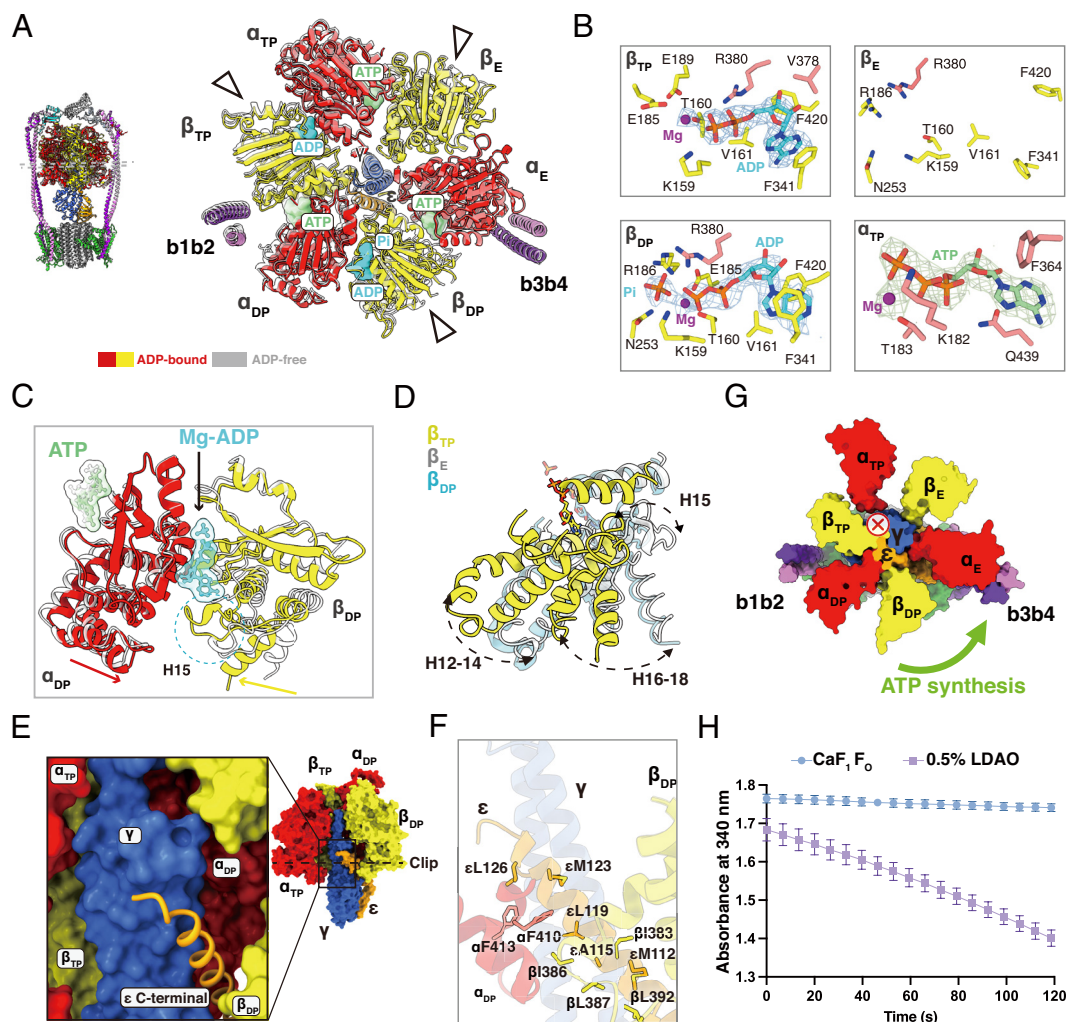 A
αTP
ATP
βE
βTP
ADP
γ
αE
ε
ATP
ATP
b1b2
Pi
ADP
αDP
βDP
b3b4
ADP-bound
ADP-free
B
βTP
E189
R380
V378
T160
E185
Mg
F420
V161
ADP
K159
F341
βE
R380
F420
R186
T160
V161
K159
F341
N253
βDP
R380
ADP
R186
E185
F420
Pi
Mg
T160
V161
N253
K159
F341
αTP
ATP
F364
Mg
T183
K182
Q439
C
ATP
Mg-ADP
βDP
H15
αDP
D
βTP
βE
βDP
H15
H12-14
H16-18
G
αTP
βE
βTP
γ
ε
αE
αDP
b1b2
βDP
b3b4
ATP synthesis
E
αTP
γ
αDP
βTP
ε C-terminal
βDP
αDP
βTP
βDP
Clip
αTP
ε
γ
F
γ
βDP
ε
εL126
εM123
εL119
αF413
αF410
βI383
εA115
εM112
βI386
αDP
βL387
βL392
H
CaF1FO
0.5% LDAO
Absorbance at 340 nm
1.8
1.7
1.6
1.5
1.4
1.3
0 10 20 30 40 50 60 70 80 90 100 110 120
Time (s)